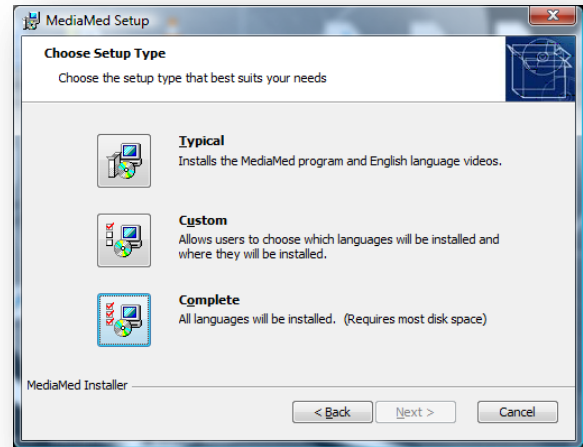 MediaMed Setup
Choose Setup Type
Choose the setup type that best suits your needs
Typical
Installs the MediaMed program and English language videos.
Custom
Allows users to choose which languages will be installed and
where they will be installed.
Complete
All languages will be installed. (Requires most disk space)
MediaMed Installer
< Back Next > Cancel